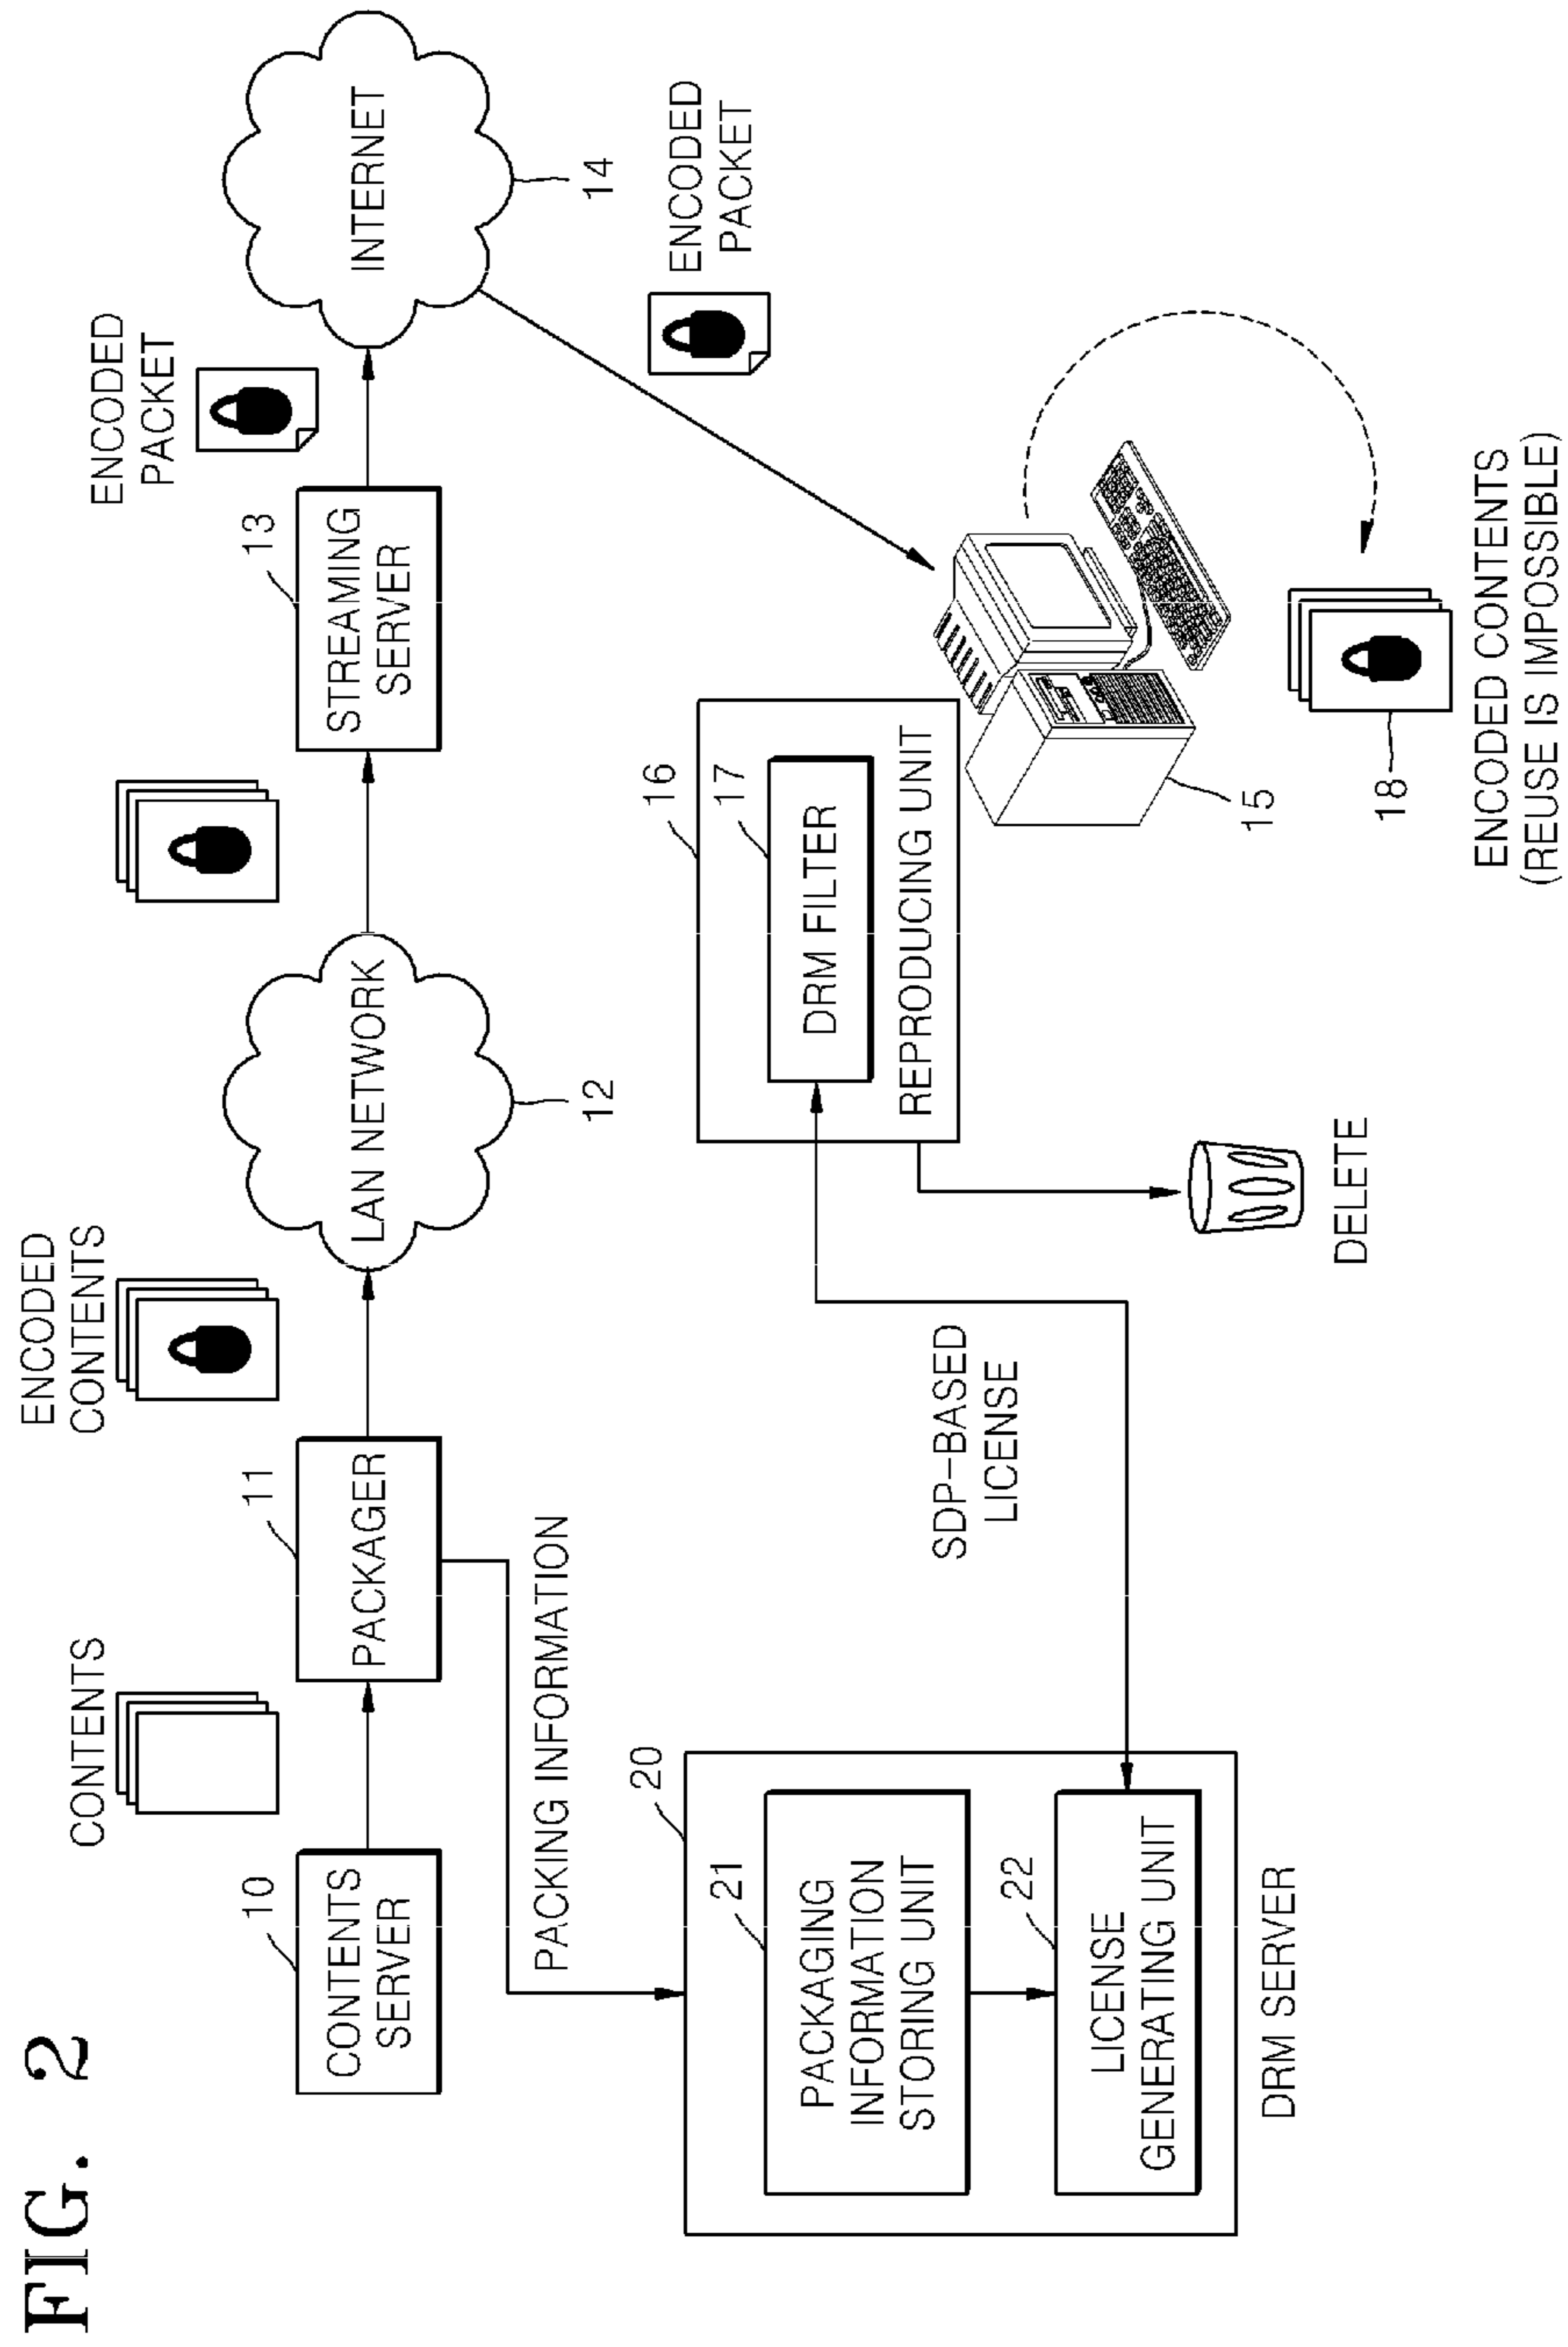 FIG. 2
CONTENTS
ENCODED
CONTENTS
ENCODED
PACKET
10
11
13
CONTENTS
SERVER
PACKAGER
LAN NETWORK
STREAMING
SERVER
INTERNET
12
14
PACKING INFORMATION
ENCODED
PACKET
20
16
21
17
PACKAGING
INFORMATION
STORING UNIT
DRM FILTER
REPRODUCING UNIT
SDP-BASED
LICENSE
22
LICENSE
GENERATING UNIT
DRM SERVER
15
DELETE
18
ENCODED CONTENTS
(REUSE IS IMPOSSIBLE)